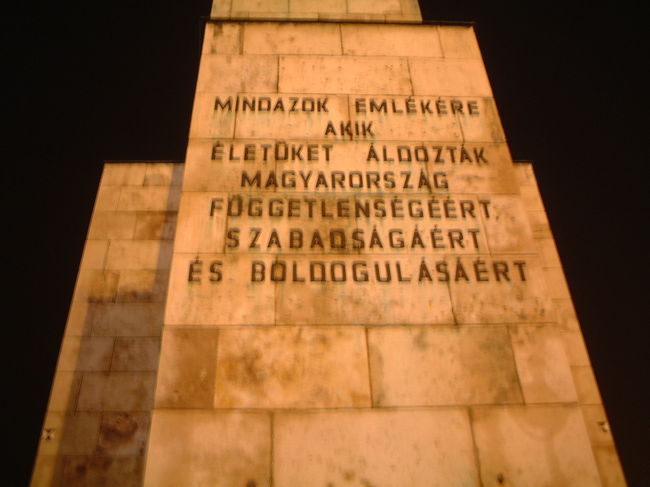 MINDAZOK EMLÉKÉRE
AKIK
ÉLETÜKET ÁLDOZTÁK
MAGYARORSZÁG
FÜGGETLENSÉGÉÉRT,
SZABADSÁGÁÉRT
ÉS BOLDOGULÁSÁÉRT